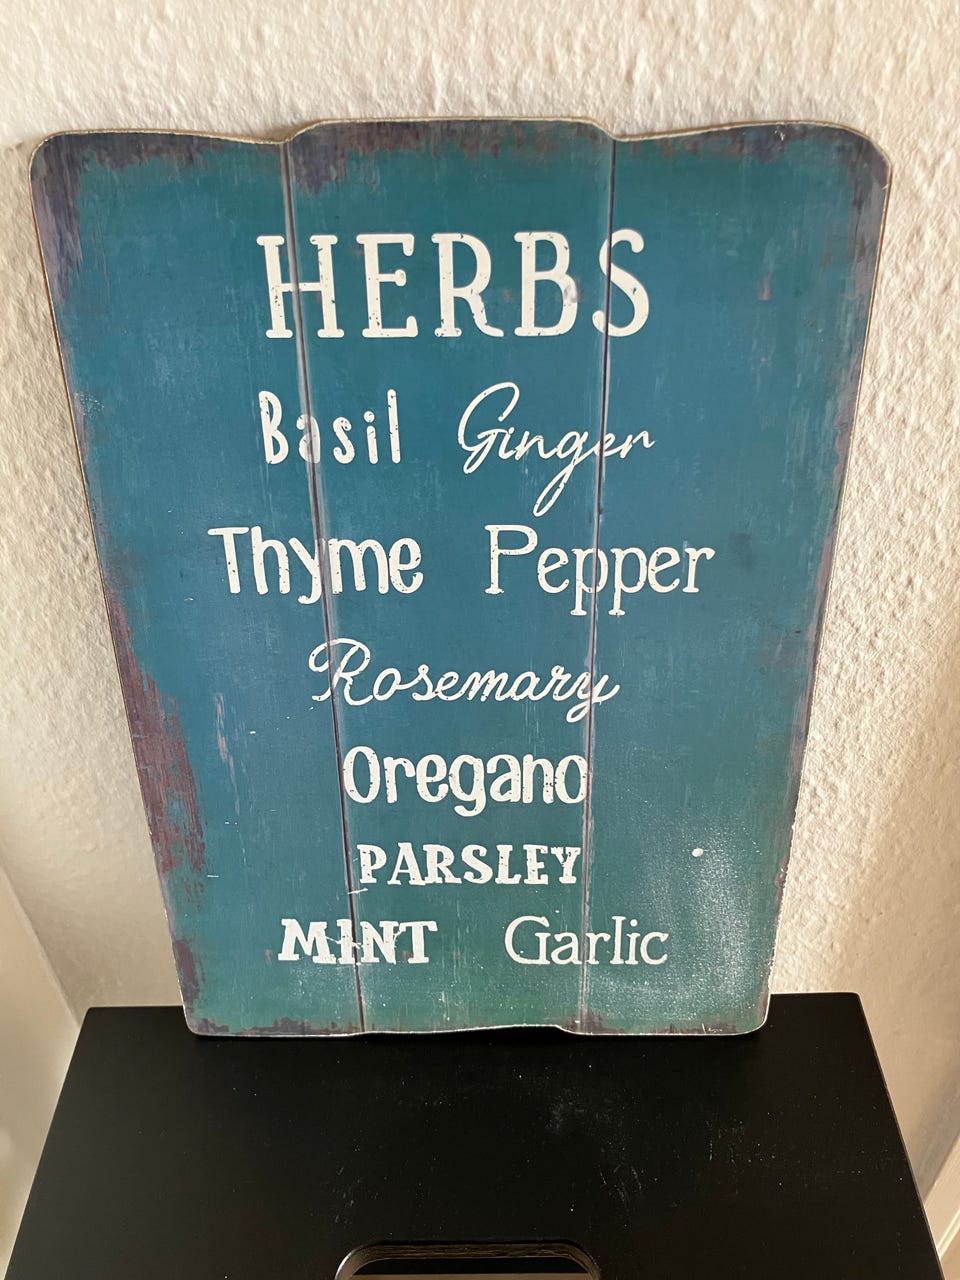 HERBS
Basil Ginger
Thyme Pepper
Rosemary
Oregano
PARSLEY
MINT Garlic